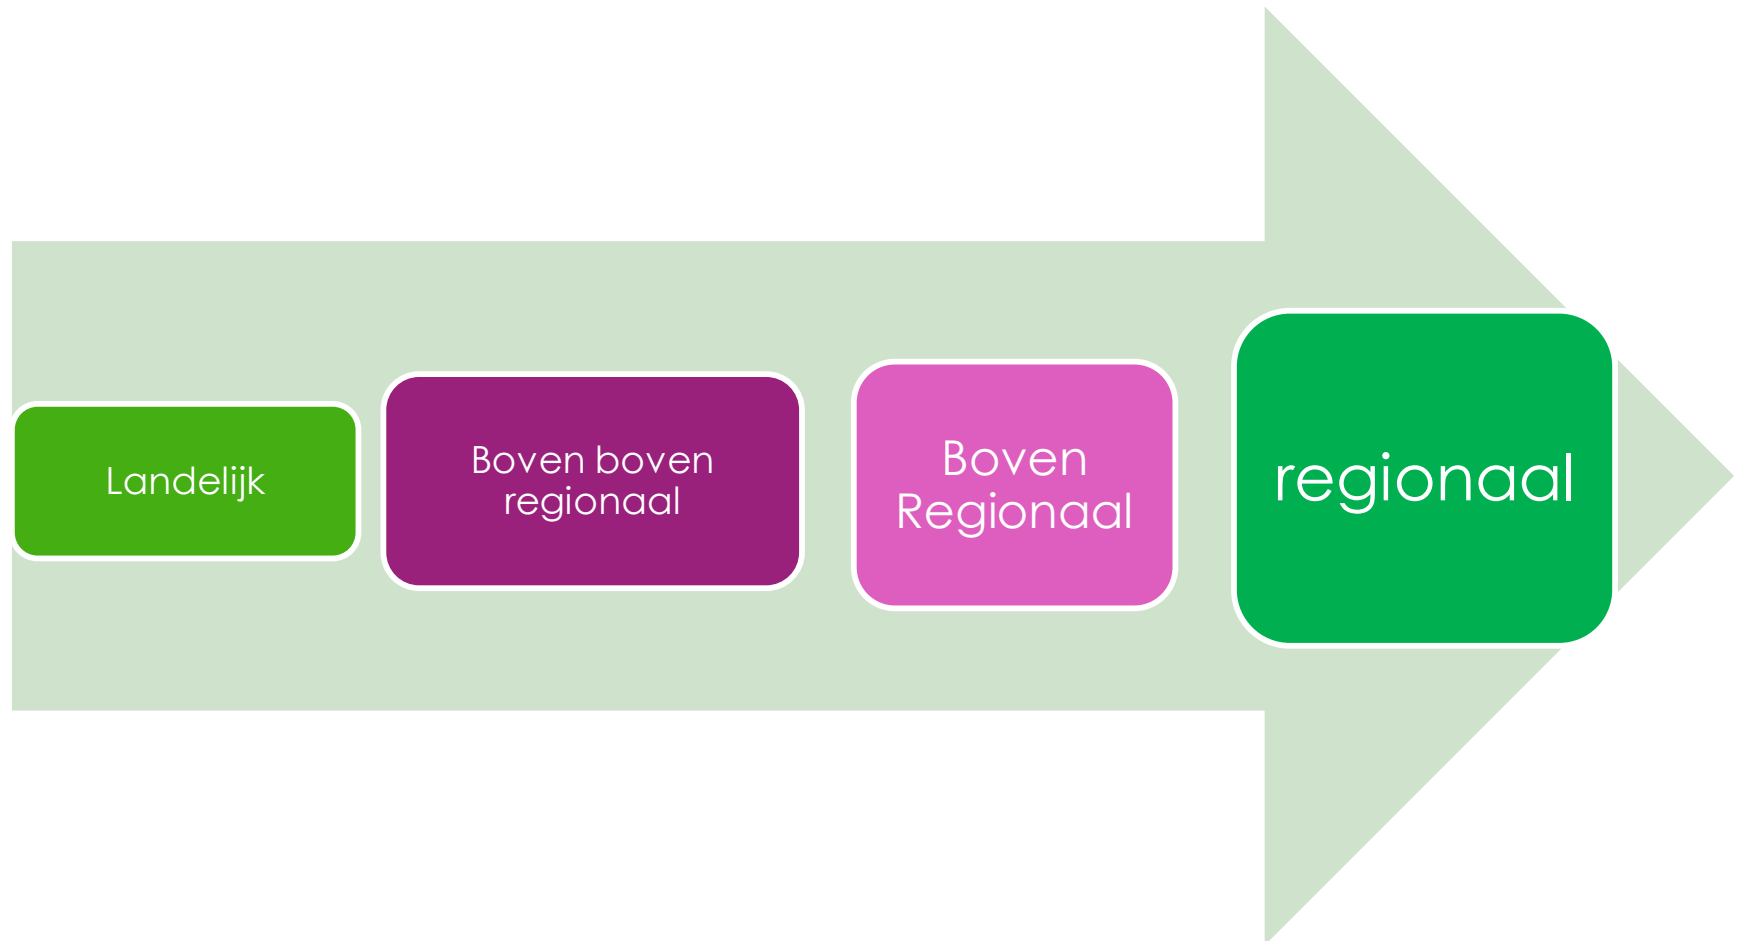 Landelijk
Boven boven
regionaal
Boven
Regionaal
regionaal